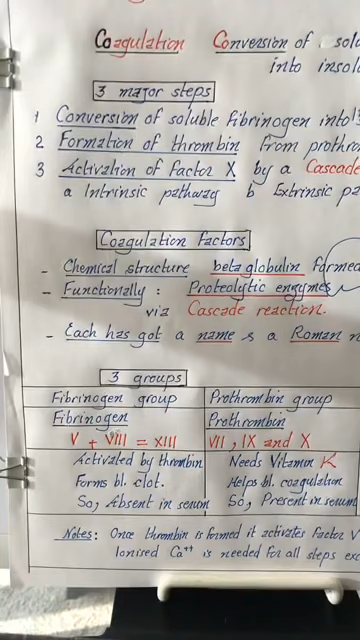 Coagulation Conversion of solu
into insol
3 major steps
1 Conversion of soluble fibrinogen into
2 Formation of thrombin from prothro
3 Activation of factor X by a Cascade
a Intrinsic pathway b Extrinsic pa
Coagulation factors
- Chemical structure beta globulin formed
- Functionally : Proteolytic enzymes
via Cascade reaction.
- Each has got a name & a Roman n
3 groups
Fibrinogen group Prothrombin group
Fibrinogen Prothrombin
V + VIII = XIII VII, IX and X
Activated by thrombin Needs Vitamin K
Forms bl. clot. Helps bl. coagulation
So, Absent in serum So, Present in serum
Notes: Once thrombin is formed it activates factor V
Ionised Ca++ is needed for all steps exc